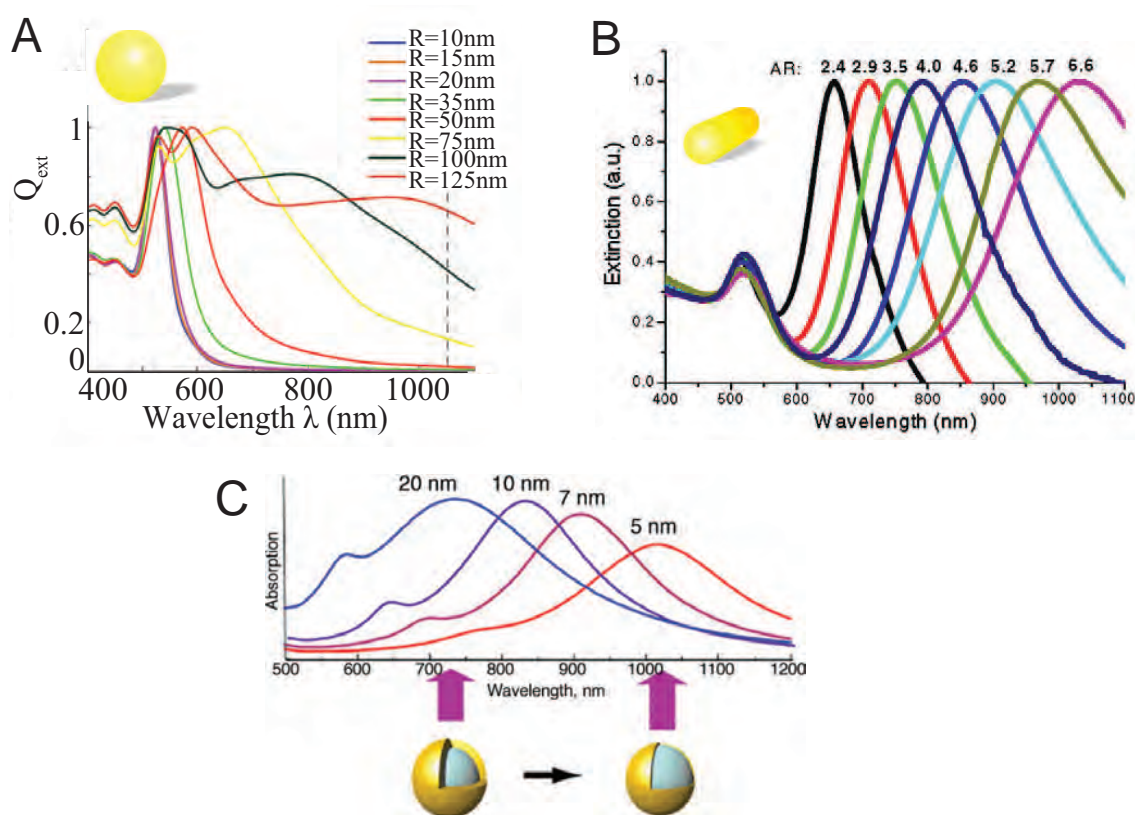 A
R=10nm
R=15nm
R=20nm
R=35nm
R=50nm
R=75nm
R=100nm
R=125nm
1
0.6
0.2
0
Q_ext
400 600 800 1000
Wavelength λ (nm)
B
AR: 2.4 2.9 3.5 4.0 4.6 5.2 5.7 6.6
1.0
0.8
0.6
0.4
0.2
0.0
Extinction (a.u.)
400 500 600 700 800 900 1000 1100
Wavelength (nm)
C
20 nm 10 nm 7 nm 5 nm
Absorption
500 600 700 800 900 1000 1100 1200
Wavelength, nm